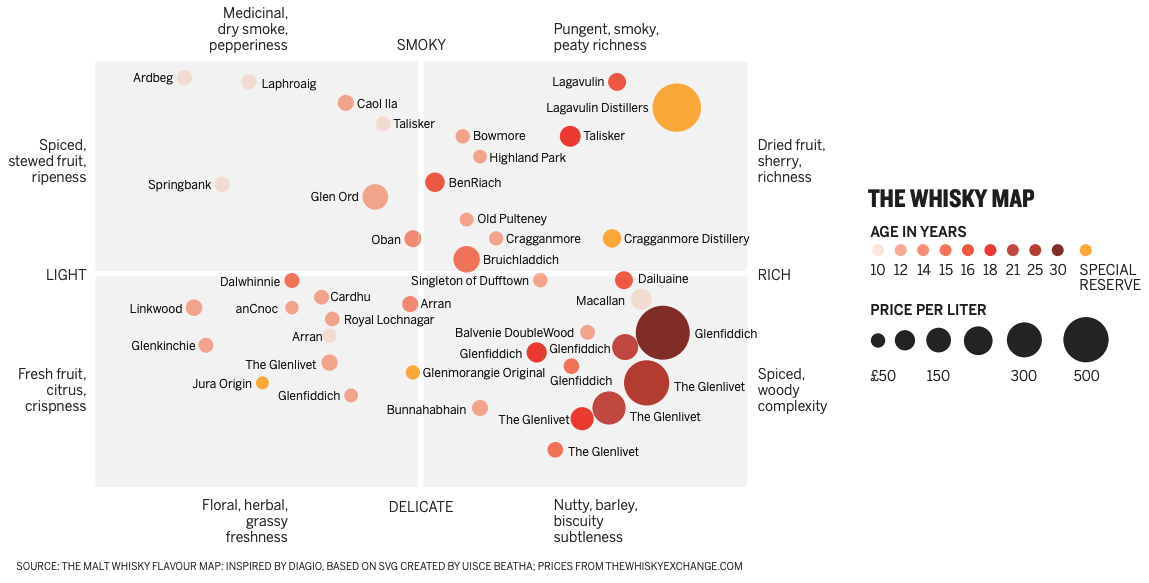 Medicinal,
dry smoke,
pepperiness
SMOKY
Pungent, smoky,
peaty richness
Ardbeg
Laphroaig
Lagavulin
Caol Ila
Lagavulin Distillers
Talisker
Bowmore
Talisker
Spiced,
stewed fruit,
ripeness
Highland Park
Dried fruit,
sherry,
richness
Springbank
BenRiach
Glen Ord
Old Pulteney
Oban
Cragganmore
Cragganmore Distillery
Bruichladdich
LIGHT
RICH
Dalwhinnie
Singleton of Dufftown
Dailuaine
Cardhu
Macallan
Linkwood
anCnoc
Arran
Royal Lochnagar
Arran
Balvenie DoubleWood
Glenfiddich
Glenkinchie
Glenfiddich
Glenfiddich
The Glenlivet
Glenmorangie Original
Glenfiddich
Jura Origin
The Glenlivet
Glenfiddich
Fresh fruit,
citrus,
crispness
Spiced,
woody
complexity
Bunnahabhain
The Glenlivet
The Glenlivet
The Glenlivet
Floral, herbal,
grassy
freshness
DELICATE
Nutty, barley,
biscuity
subtleness
THE WHISKY MAP
AGE IN YEARS
10 12 14 15 16 18 21 25 30 SPECIAL
RESERVE
PRICE PER LITER
£50 150 300 500
SOURCE: THE MALT WHISKY FLAVOUR MAP: INSPIRED BY DIAGIO, BASED ON SVG CREATED BY UISCE BEATHA; PRICES FROM THEWHISKYEXCHANGE.COM